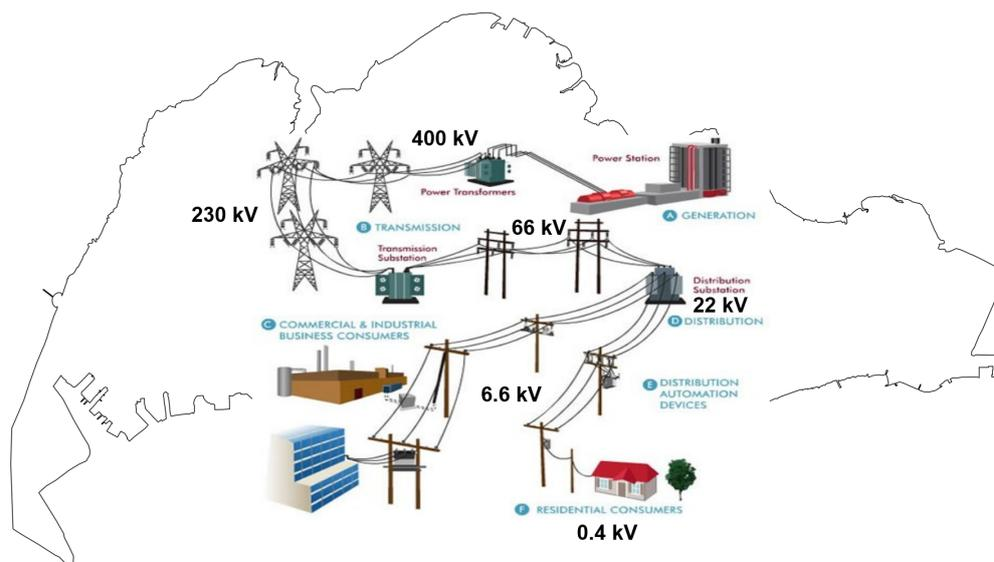 400 kV
Power Station
Power Transformers
230 kV
A GENERATION
B TRANSMISSION
66 kV
Transmission
Substation
Distribution
Substation
22 kV
D DISTRIBUTION
C COMMERCIAL & INDUSTRIAL
BUSINESS CONSUMERS
6.6 kV
E DISTRIBUTION
AUTOMATION
DEVICES
F RESIDENTIAL CONSUMERS
0.4 kV